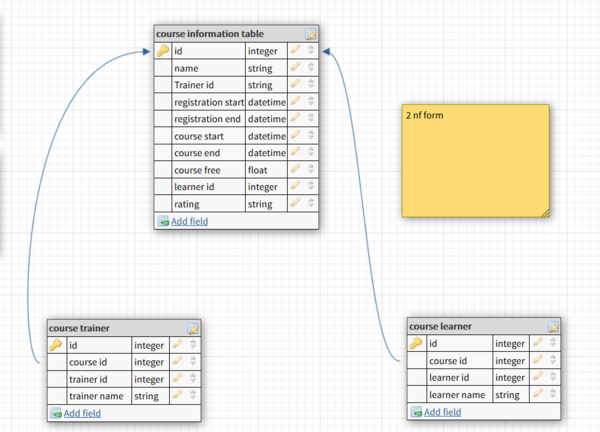 course information table
id integer
name string
Trainer id string
registration start datetime
registration end datetime
course start datetime
course end datetime
course free float
learner id integer
rating string
Add field
2 nf form
course trainer
id integer
course id integer
trainer id integer
trainer name string
Add field
course learner
id integer
course id integer
learner id integer
learner name string
Add field